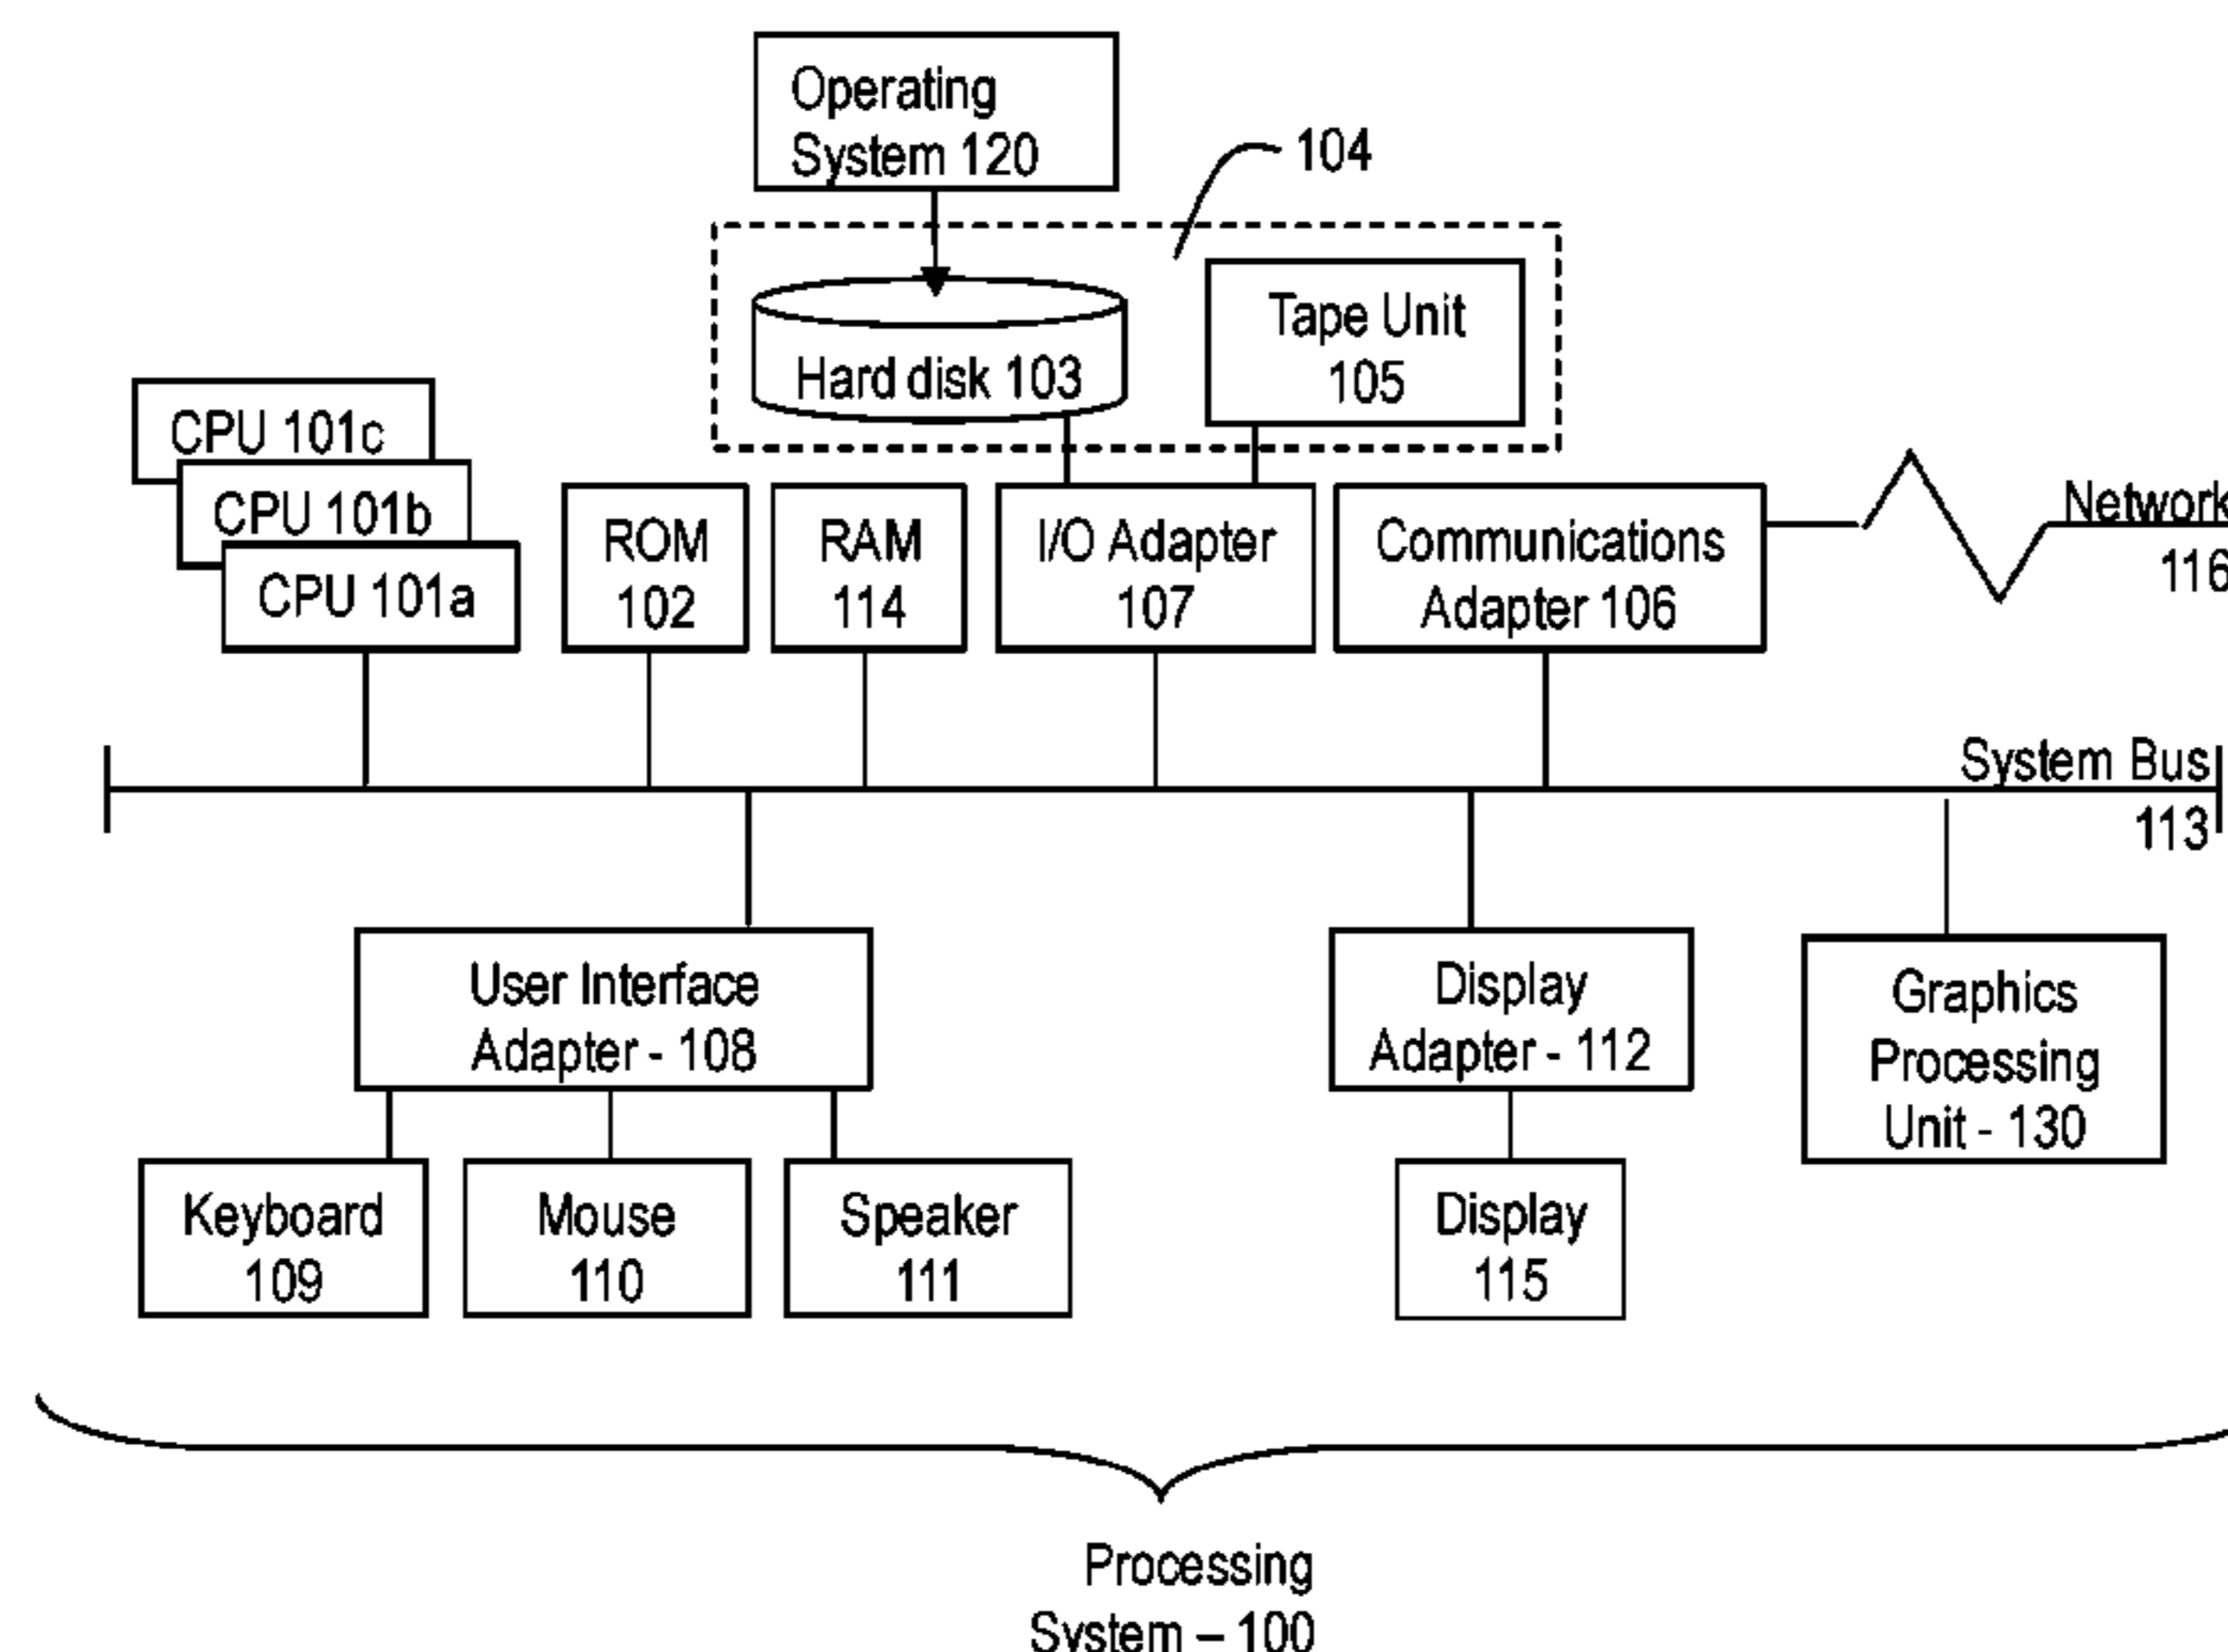 Operating
System 120
104
Hard disk 103
Tape Unit
105
CPU 101c
CPU 101b
CPU 101a
ROM
102
RAM
114
I/O Adapter
107
Communications
Adapter 106
Network
116
System Bus
113
User Interface
Adapter - 108
Display
Adapter - 112
Graphics
Processing
Unit - 130
Keyboard
109
Mouse
110
Speaker
111
Display
115
Processing
System – 100